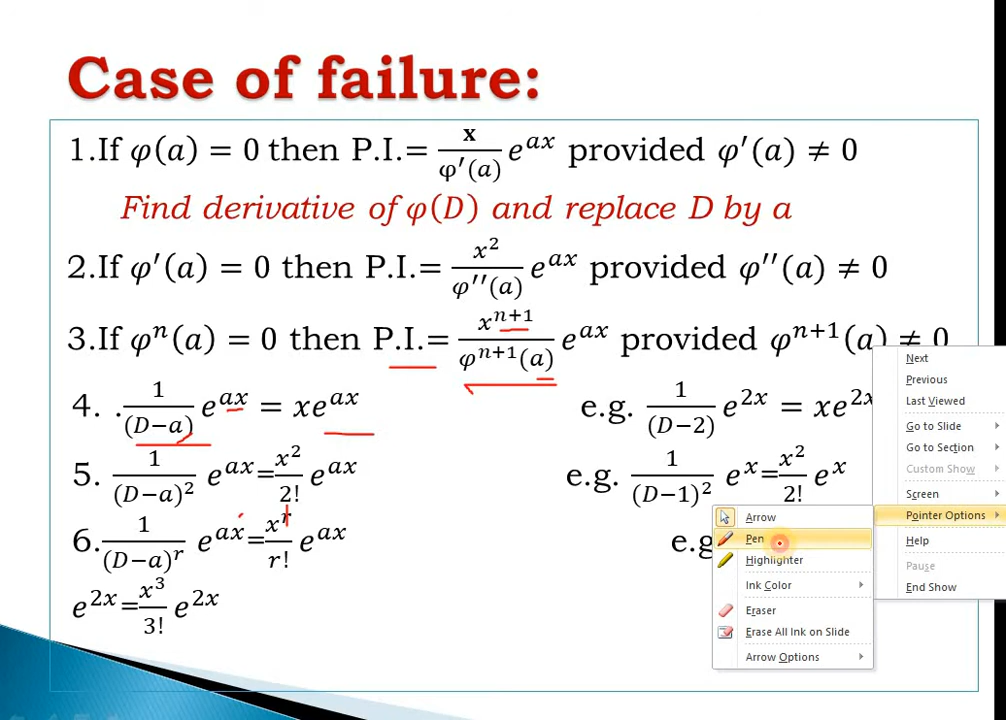 Case of failure:
1.If φ(a) = 0 then P.I.= x/φ′(a) e^{ax} provided φ′(a) ≠ 0
Find derivative of φ(D) and replace D by a
2.If φ′(a) = 0 then P.I.= x²/φ′′(a) e^{ax} provided φ′′(a) ≠ 0
3.If φⁿ(a) = 0 then P.I.= x^{n+1}/φ^{n+1}(a) e^{ax} provided φ^{n+1}(a) ≠ 0
4. . 1/(D−a) e^{ax} = xe^{ax} e.g. 1/(D−2) e^{2x} = xe^{2x}
5. 1/(D−a)² e^{ax}=x²/2! e^{ax} e.g. 1/(D−1)² e^x=x²/2! e^x
6. 1/(D−a)^r e^{ax}=x^r/r! e^{ax} e.g
e^{2x}=x³/3! e^{2x}
Next
Previous
Last Viewed
Go to Slide
Go to Section
Custom Show
Screen
Pointer Options
Help
Pause
End Show
Arrow
Pen
Highlighter
Ink Color
Eraser
Erase All Ink on Slide
Arrow Options